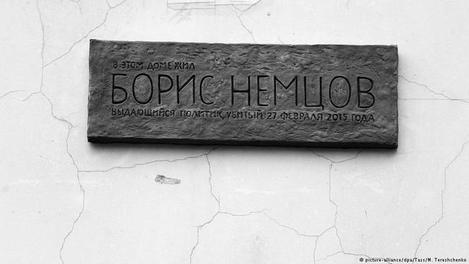 В ЭТОМ ДОМЕ ЖИЛ
БОРИС НЕМЦОВ
ВЫДАЮЩИЙСЯ ПОЛИТИК, УБИТЫЙ 27 ФЕВРАЛЯ 2015 ГОДА
© picture-alliance/dpa/Tass/M. Tereshchenko